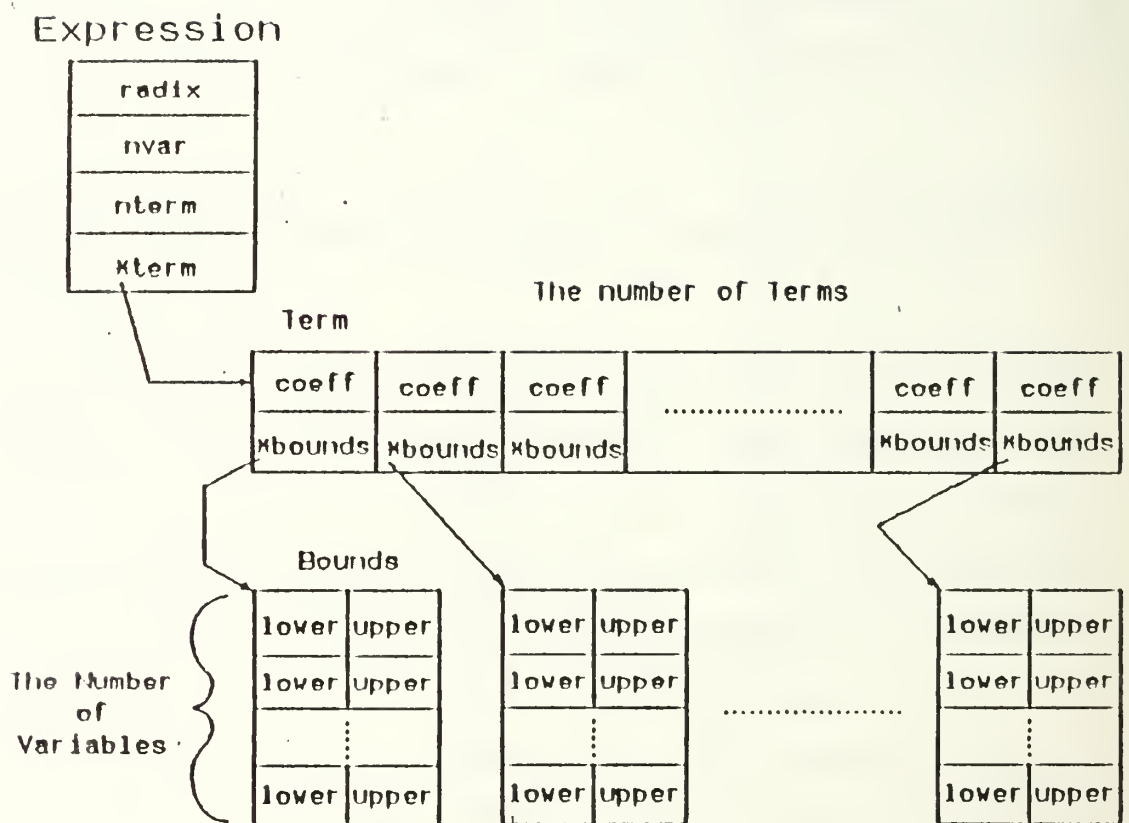 Expression
radix
nvar
nterm
*term
The number of Terms
Term
coeff coeff coeff .................... coeff coeff
*bounds *bounds *bounds *bounds *bounds
Bounds
lower upper lower upper lower upper
The Number
of
Variables
lower upper lower upper .................... lower upper
lower upper lower upper lower upper